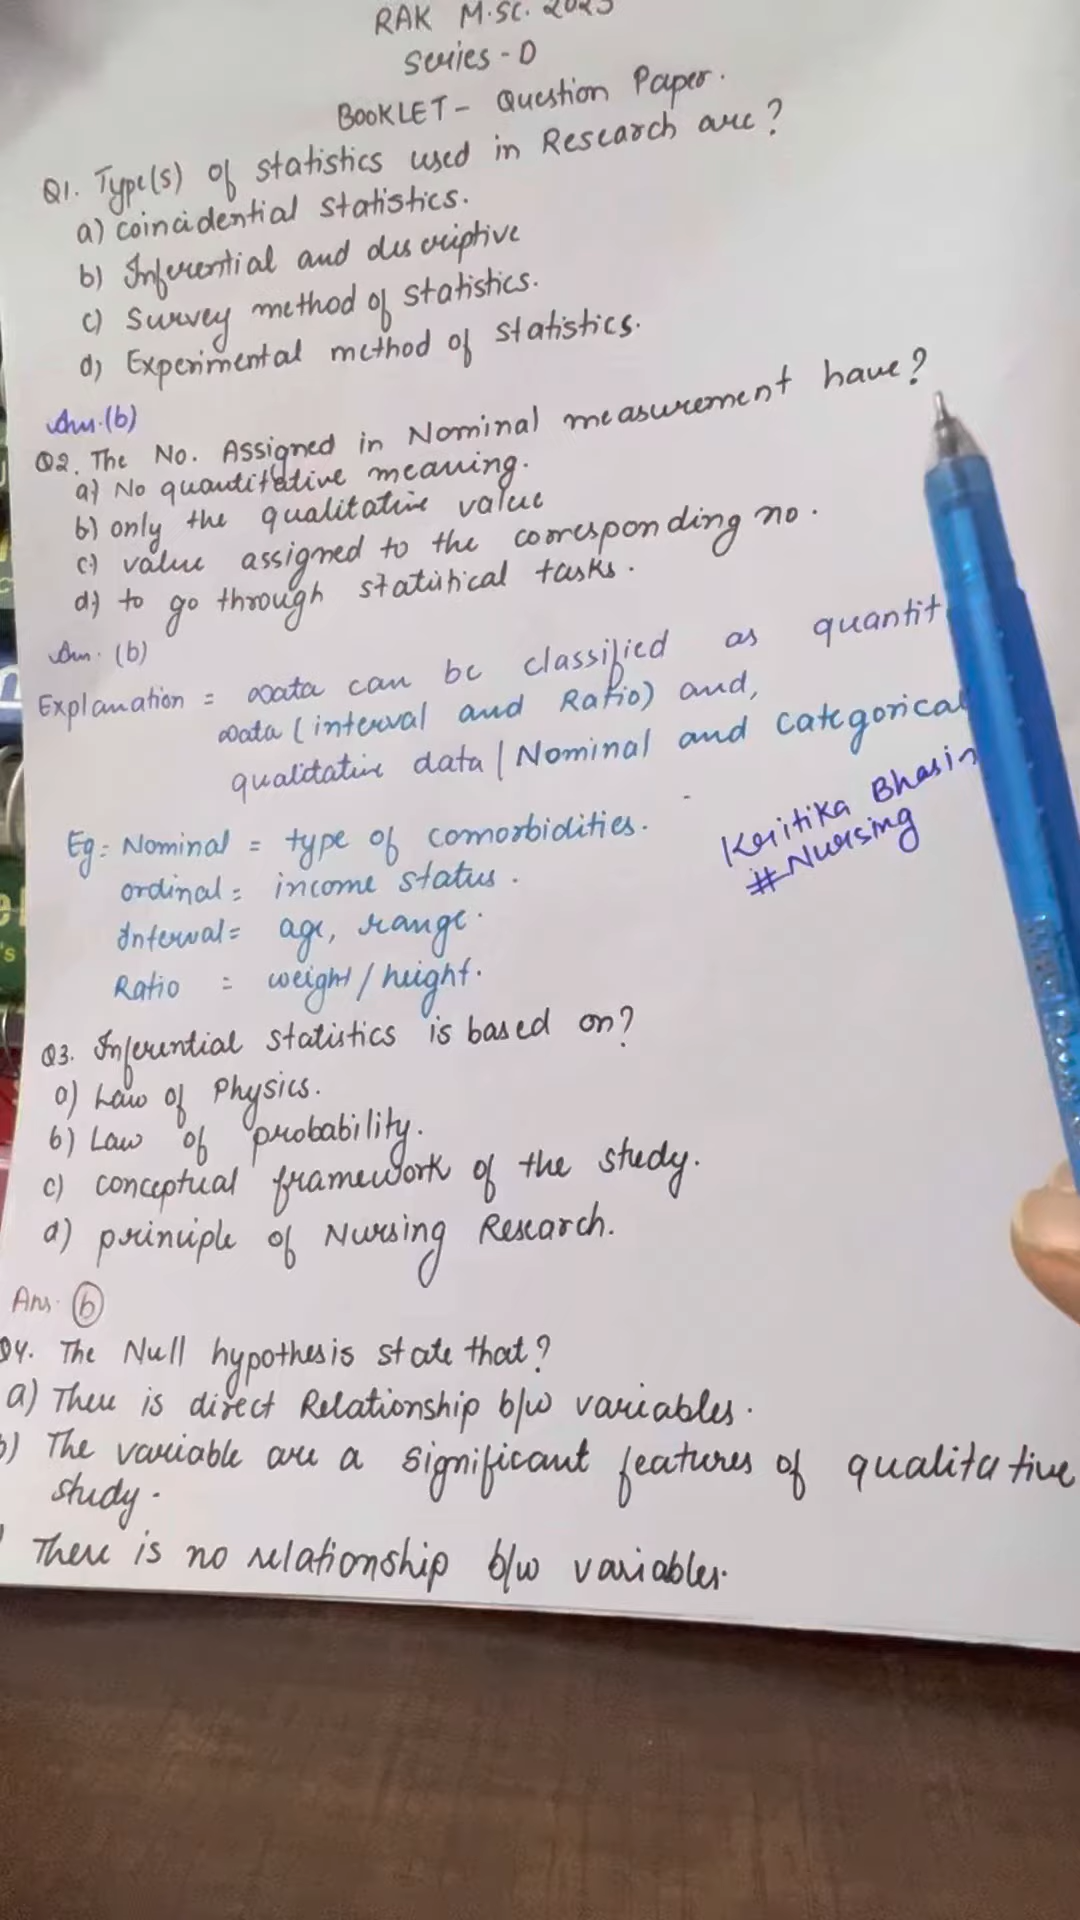 RAK M.SC. 2023
Series - D
BOOKLET - Question Paper.
Q1. Type(s) of statistics used in Research are?
a) coincidential statistics.
b) Inferential and descriptive
c) Survey method of statistics.
d) Experimental method of statistics.
Ans. (b)
Q2. The No. Assigned in Nominal measurement have?
a) No quantitative meaning.
b) only the qualitative value
c) value assigned to the corresponding no.
d) to go through statistical tasks.
Ans. (b)
Explanation = Data can be classified as quantit
Data (interval and Ratio) and,
qualitative data (Nominal and categorical
Kritika Bhasin
#Nursing
Eg = Nominal = type of comorbidities.
ordinal = income status.
Interval = age, range.
Ratio = weight/height.
Q3. Inferential statistics is based on?
a) Law of Physics.
b) Law of probability.
c) conceptual framework of the study.
d) principle of Nursing Research.
Ans. (b)
Q4. The Null hypothesis state that?
a) There is direct Relationship b/w variables.
b) The variable are a significant features of qualitative
study.
There is no relationship b/w variables.